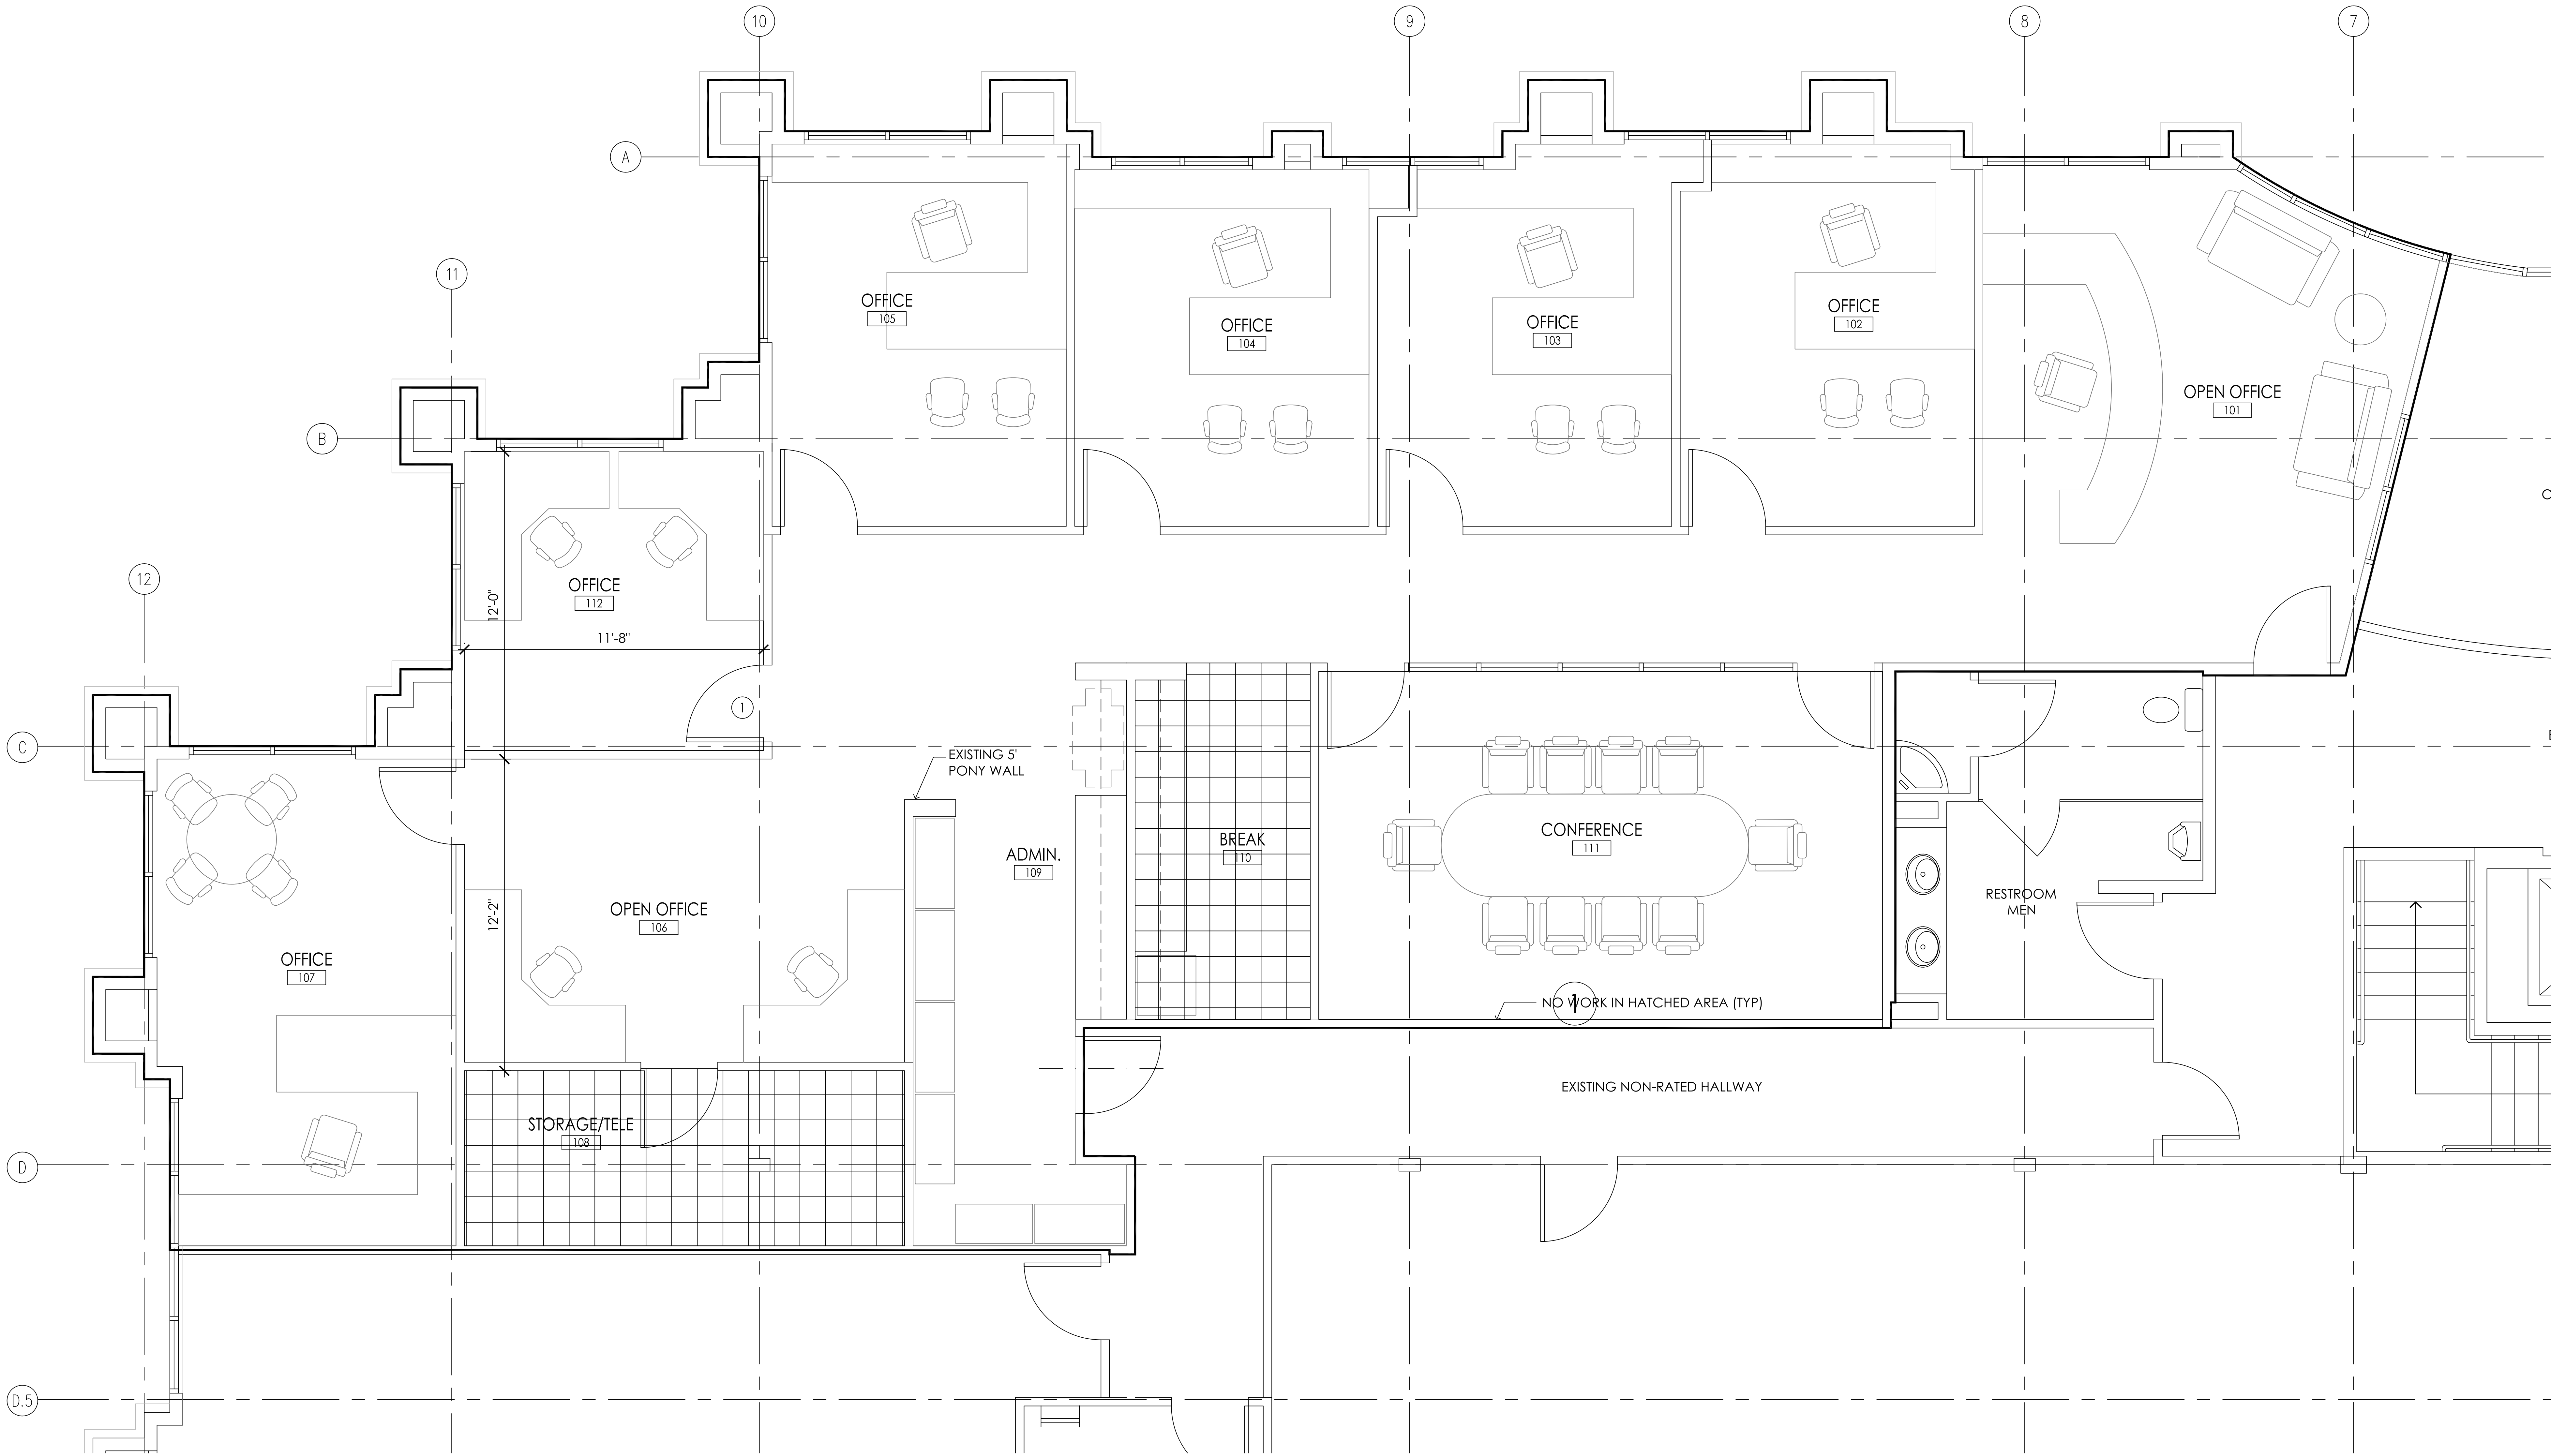 10
9
8
7
A
11
OFFICE
105
OFFICE
104
OFFICE
103
OFFICE
102
OPEN OFFICE
101
B
12
OFFICE
112
12'-0"
11'-8"
1
C
EXISTING 5'
PONY WALL
BREAK
110
CONFERENCE
111
ADMIN.
109
RESTROOM
MEN
OPEN OFFICE
106
12'-2"
OFFICE
107
1
NO WORK IN HATCHED AREA (TYP)
EXISTING NON-RATED HALLWAY
STORAGE/TELE
108
D
D.5